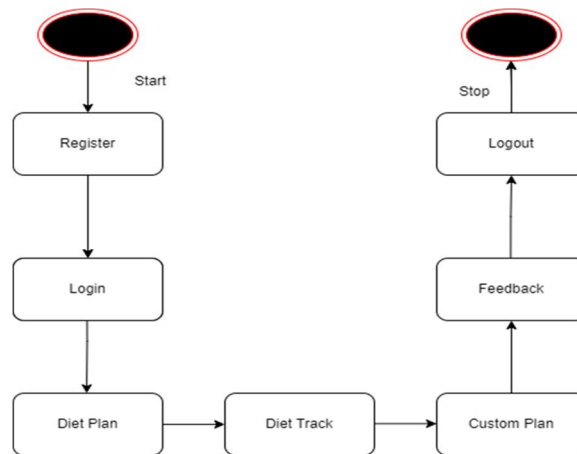 Start
Stop
Register
Logout
Login
Feedback
Diet Plan
Diet Track
Custom Plan